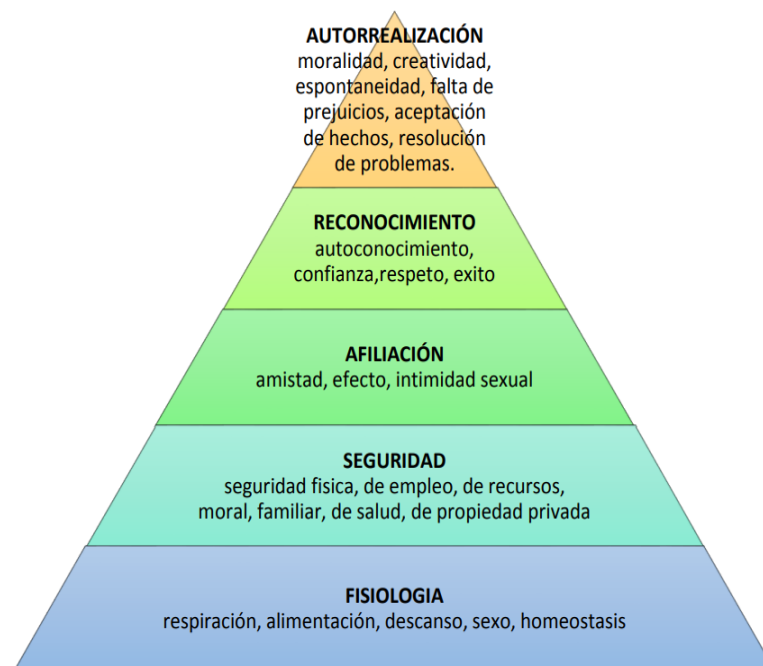 AUTORREALIZACIÓN
moralidad, creatividad,
espontaneidad, falta de
prejuicios, aceptación
de hechos, resolución
de problemas.
RECONOCIMIENTO
autoconocimiento,
confianza,respeto, exito
AFILIACIÓN
amistad, efecto, intimidad sexual
SEGURIDAD
seguridad fisica, de empleo, de recursos,
moral, familiar, de salud, de propiedad privada
FISIOLOGIA
respiración, alimentación, descanso, sexo, homeostasis